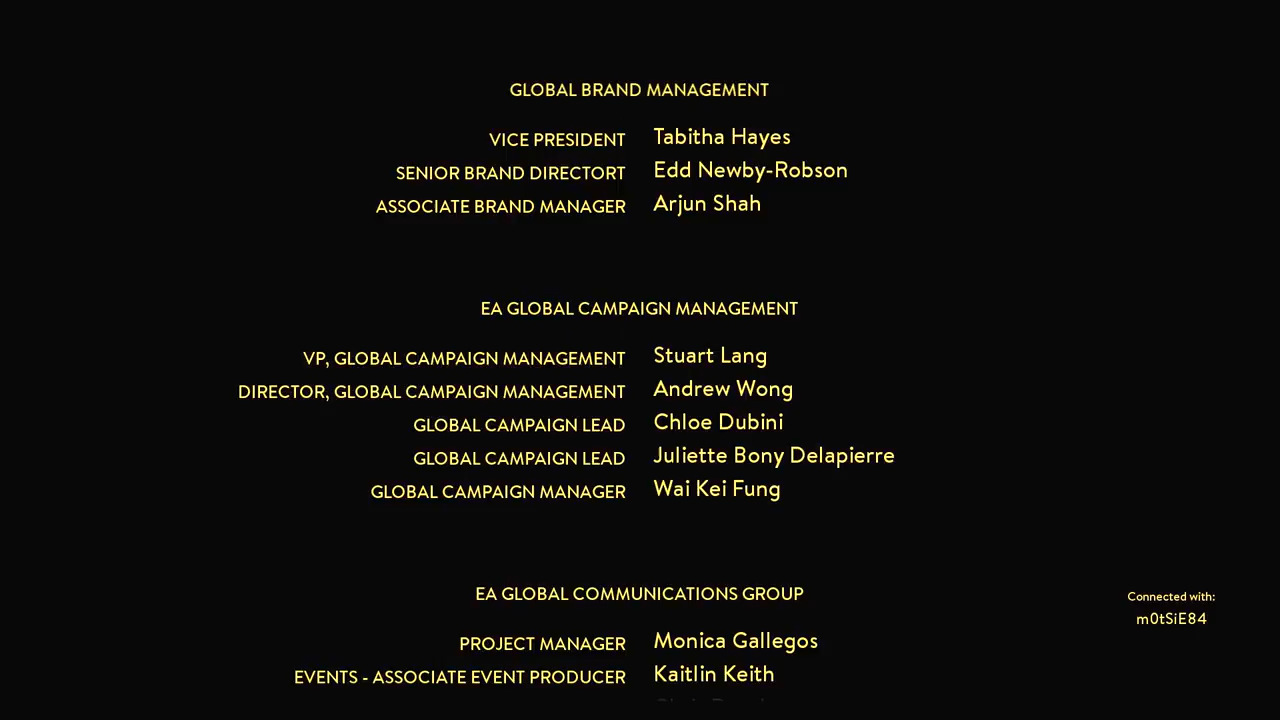 GLOBAL BRAND MANAGEMENT
VICE PRESIDENT Tabitha Hayes
SENIOR BRAND DIRECTORT Edd Newby-Robson
ASSOCIATE BRAND MANAGER Arjun Shah
EA GLOBAL CAMPAIGN MANAGEMENT
VP, GLOBAL CAMPAIGN MANAGEMENT Stuart Lang
DIRECTOR, GLOBAL CAMPAIGN MANAGEMENT Andrew Wong
GLOBAL CAMPAIGN LEAD Chloe Dubini
GLOBAL CAMPAIGN LEAD Juliette Bony Delapierre
GLOBAL CAMPAIGN MANAGER Wai Kei Fung
EA GLOBAL COMMUNICATIONS GROUP
PROJECT MANAGER Monica Gallegos
EVENTS - ASSOCIATE EVENT PRODUCER Kaitlin Keith
Connected with:
m0tSiE84